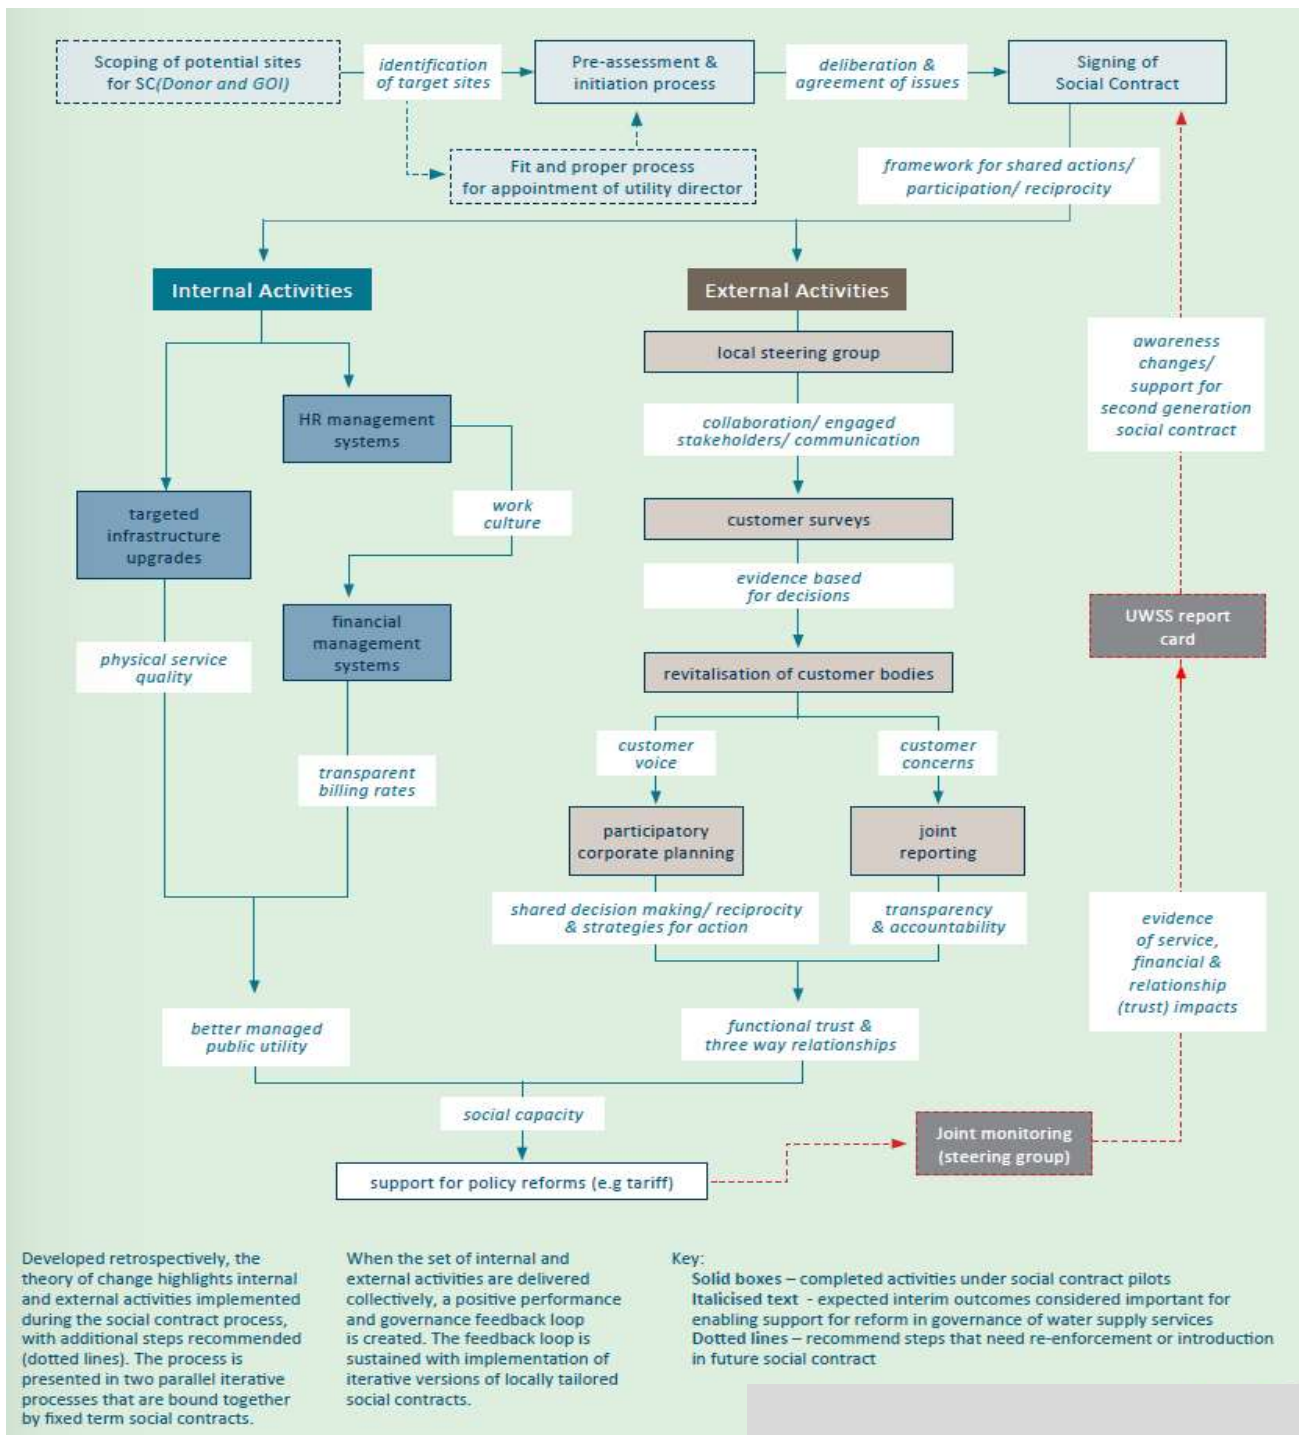 Scoping of potential sites
for SC(Donor and GOI)
identification
of target sites
Pre-assessment &
initiation process
deliberation &
agreement of issues
Signing of
Social Contract
Fit and proper process
for appointment of utility director
framework for shared actions/
participation/ reciprocity
Internal Activities
External Activities
local steering group
HR management
systems
collaboration/ engaged
stakeholders/ communication
awareness
changes/
support for
second generation
social contract
targeted
infrastructure
upgrades
work
culture
customer surveys
evidence based
for decisions
financial
management
systems
UWSS report
card
physical service
quality
revitalisation of customer bodies
customer
voice
customer
concerns
transparent
billing rates
participatory
corporate planning
joint
reporting
shared decision making/ reciprocity
& strategies for action
transparency
& accountability
evidence
of service,
financial &
relationship
(trust) impacts
better managed
public utility
functional trust &
three way relationships
social capacity
Joint monitoring
(steering group)
support for policy reforms (e.g tariff)
Developed retrospectively, the
theory of change highlights internal
and external activities implemented
during the social contract process,
with additional steps recommended
(dotted lines). The process is
presented in two parallel iterative
processes that are bound together
by fixed term social contracts.
When the set of internal and
external activities are delivered
collectively, a positive performance
and governance feedback loop
is created. The feedback loop is
sustained with implementation of
iterative versions of locally tailored
social contracts.
Key:
Solid boxes – completed activities under social contract pilots
Italicised text - expected interim outcomes considered important for
enabling support for reform in governance of water supply services
Dotted lines – recommend steps that need re-enforcement or introduction
in future social contract